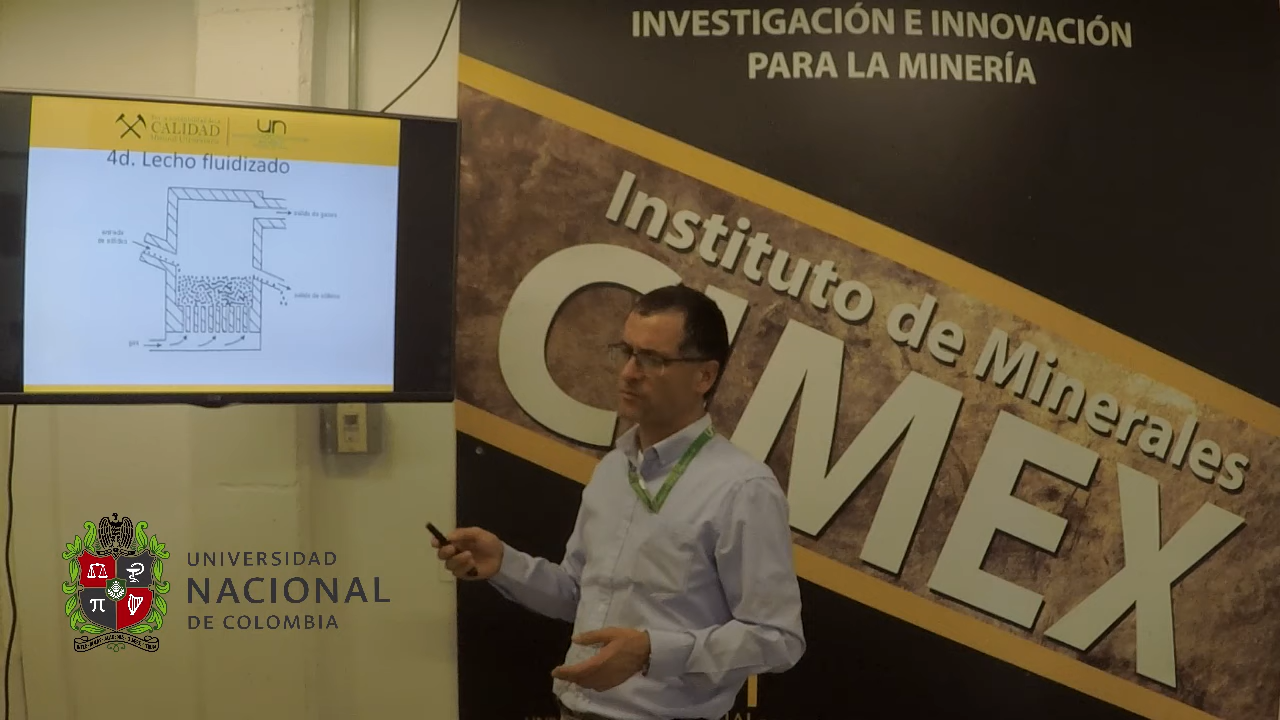 INVESTIGACIÓN E INNOVACIÓN
PARA LA MINERÍA
CALIDAD
un
4d. Lecho fluidizado
salida de gases
entrada
de sólidos
salida de sólidos
gas
Instituto de Minerales
CIMEX
UNIVERSIDAD
NACIONAL
DE COLOMBIA